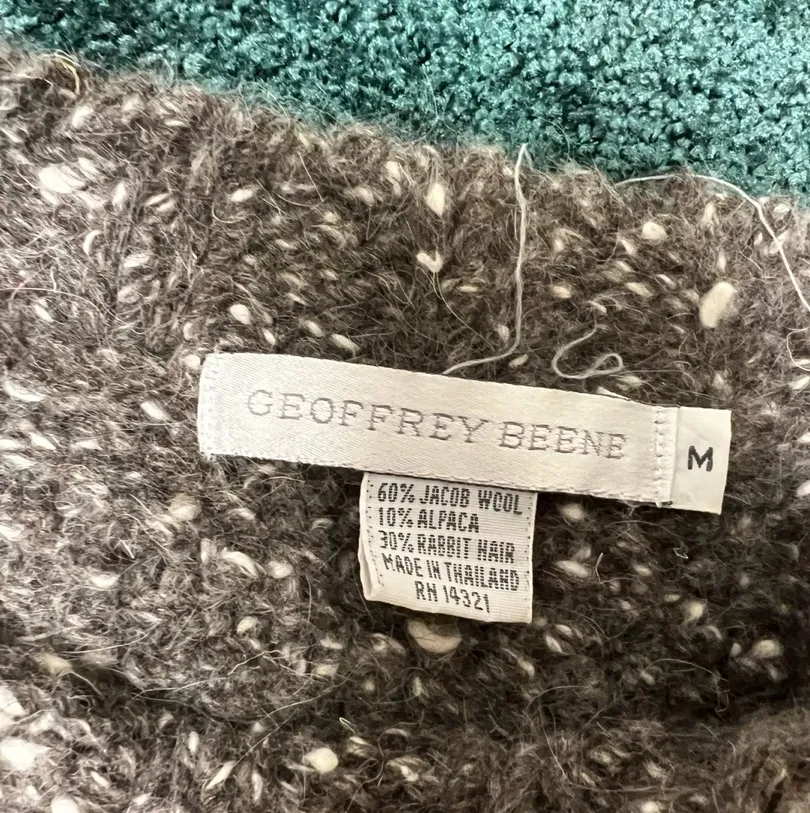 GEOFFREY BEENE
M
60% JACOB WOOL
10% ALPACA
30% RABBIT HAIR
MADE IN THAILAND
RN 14321